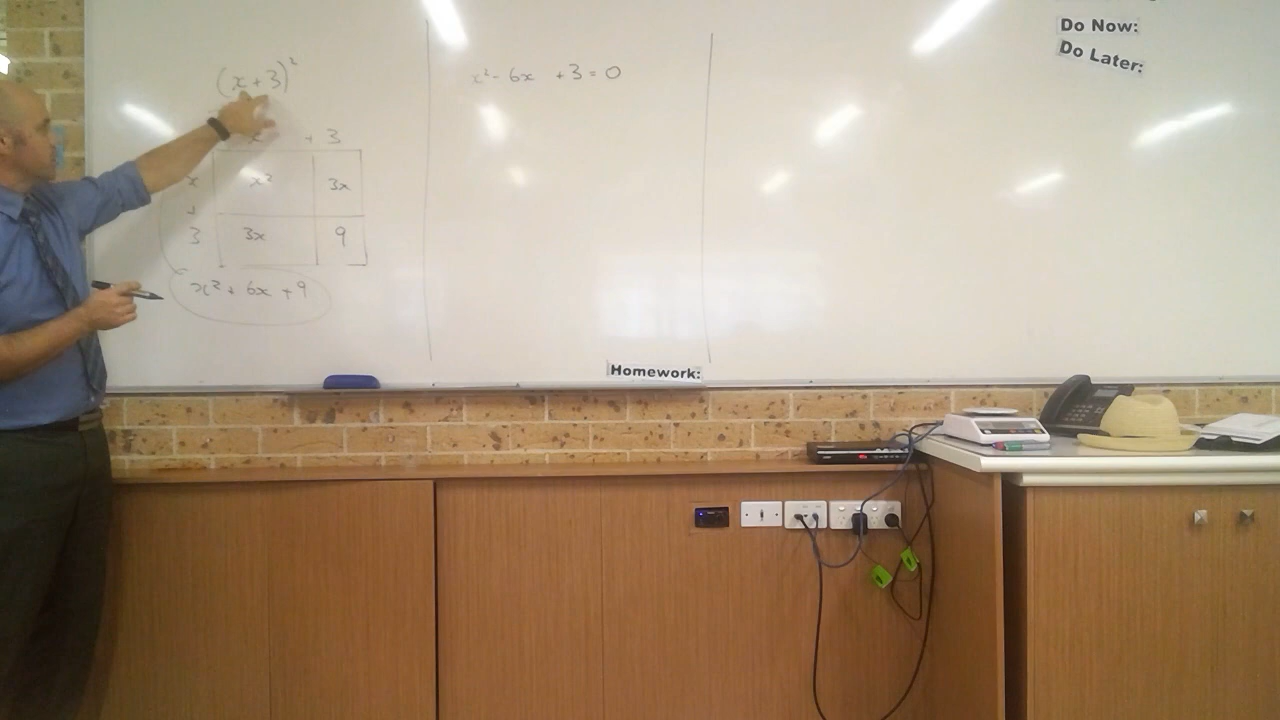 (x+3)²
x + 3
x x² 3x
+
3 3x 9
x² + 6x + 9
x² - 6x + 3 = 0
Do Now:
Do Later:
Homework: